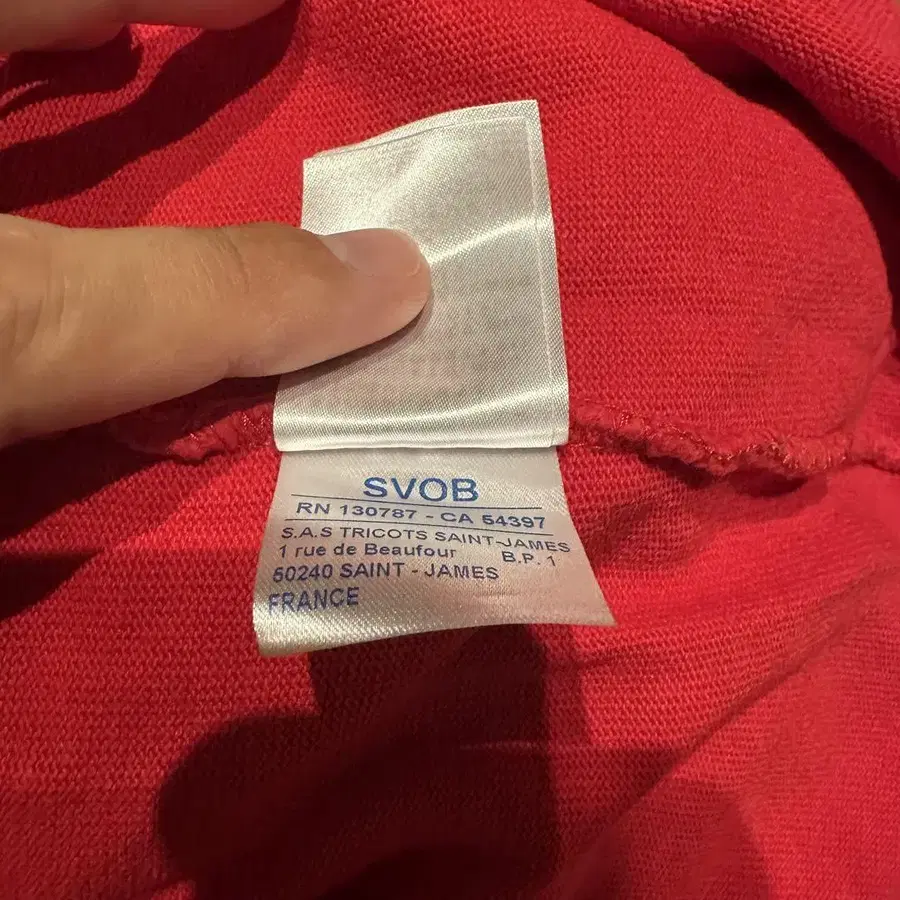 SVOB
RN 130787 - CA 54397
S.A.S TRICOTS SAINT-JAMES
1 rue de Beaufour B.P. 1
50240 SAINT - JAMES
FRANCE